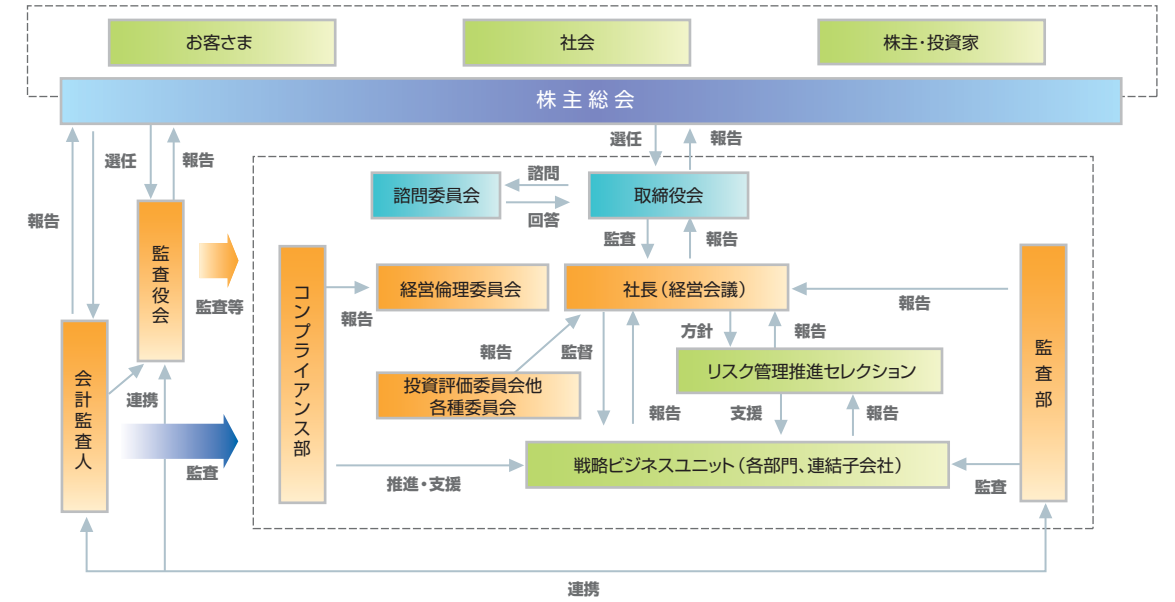 お客さま
社会
株主・投資家
株主総会
選任
報告
選任
報告
報告
諮問
諮問委員会
取締役会
回答
監査
報告
監査役会
監査等
コンプライアンス部
経営倫理委員会
社長（経営会議）
報告
報告
方針
報告
監査部
会計監査人
連携
報告
監督
リスク管理推進セレクション
投資評価委員会他
各種委員会
報告
支援
報告
監査
戦略ビジネスユニット（各部門、連結子会社）
推進・支援
監査
連携